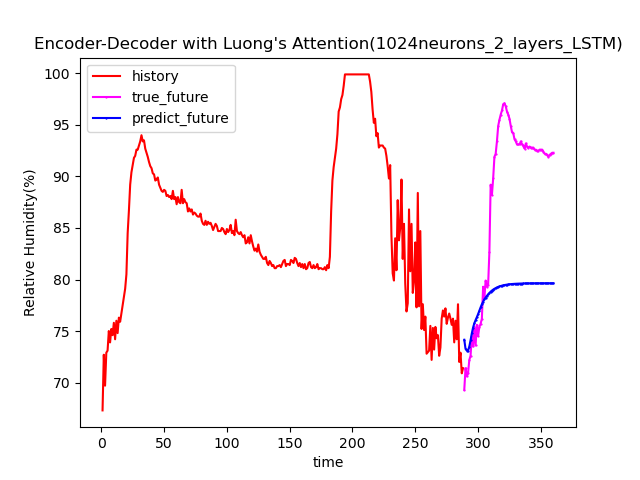 Encoder-Decoder with Luong's Attention(1024neurons_2_layers_LSTM)
history
true_future
predict_future
Relative Humidity(%)
100
95
90
85
80
75
70
0
50
100
150
200
250
300
350
time